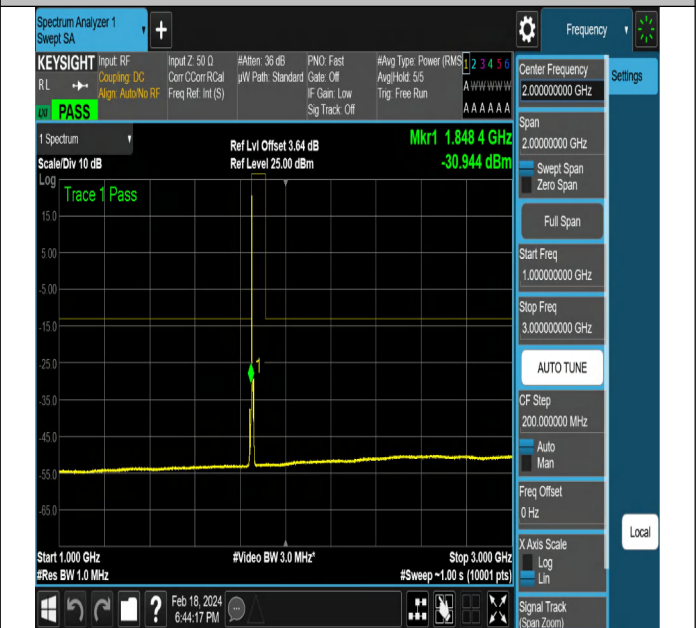 Spectrum Analyzer 1
Swept SA
+
Frequency
KEYSIGHT
RL
PASS
Input: RF
Coupling: DC
Align: Auto/No RF
Input Z: 50 Ω
Corr CCorr RCal
Freq Ref: Int (S)
#Atten: 36 dB
µW Path: Standard
PNO: Fast
Gate: Off
IF Gain: Low
Sig Track: Off
#Avg Type: Power (RMS
Avg|Hold: 5/5
Trig: Free Run
1 2 3 4 5 6
A W W W W W
A A A A A A
1 Spectrum
Scale/Div 10 dB
Ref Lvl Offset 3.64 dB
Ref Level 25.00 dBm
Mkr1 1.848 4 GHz
-30.944 dBm
Log
Trace 1 Pass
15.0
5.00
-5.00
-15.0
-25.0
-35.0
-45.0
-55.0
-65.0
1
Start 1.000 GHz
#Res BW 1.0 MHz
#Video BW 3.0 MHz*
Stop 3.000 GHz
#Sweep ~1.00 s (10001 pts)
Center Frequency
2.000000000 GHz
Settings
Span
2.00000000 GHz
Swept Span
Zero Span
Full Span
Start Freq
1.000000000 GHz
Stop Freq
3.000000000 GHz
AUTO TUNE
CF Step
200.000000 MHz
Auto
Man
Freq Offset
0 Hz
Local
X Axis Scale
Log
Lin
Signal Track
(Span Zoom)
?
Feb 18, 2024
6:44:17 PM